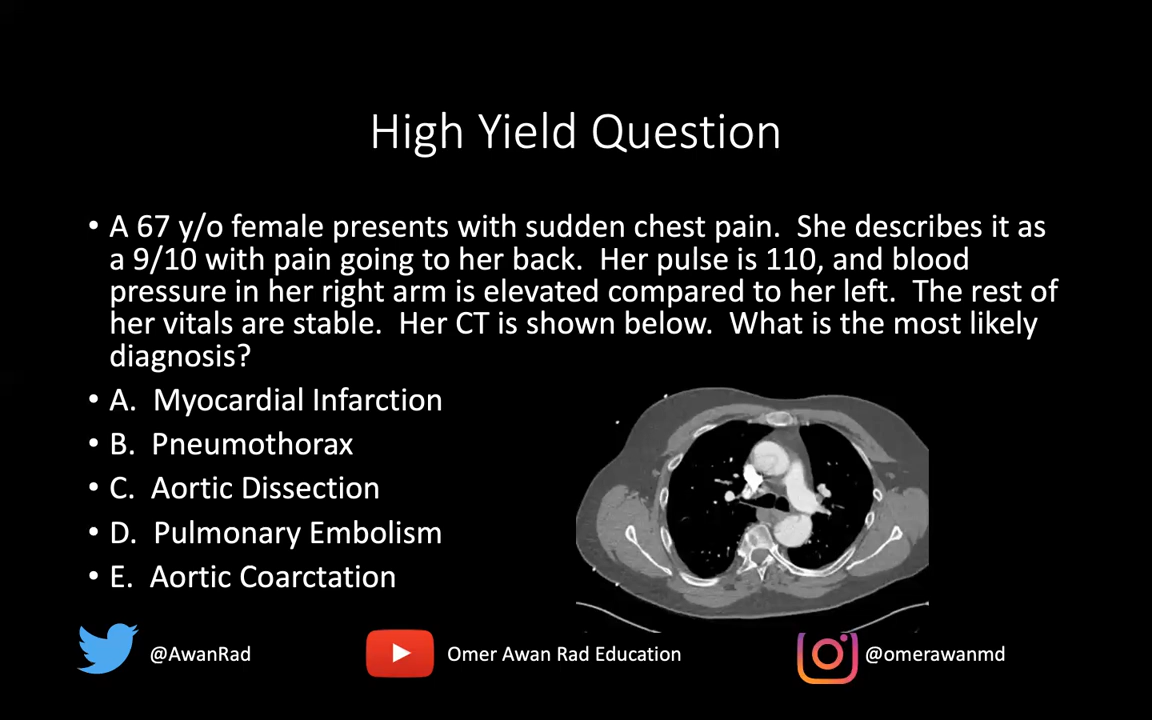 High Yield Question
• A 67 y/o female presents with sudden chest pain. She describes it as
a 9/10 with pain going to her back. Her pulse is 110, and blood
pressure in her right arm is elevated compared to her left. The rest of
her vitals are stable. Her CT is shown below. What is the most likely
diagnosis?
• A. Myocardial Infarction
• B. Pneumothorax
• C. Aortic Dissection
• D. Pulmonary Embolism
• E. Aortic Coarctation
@AwanRad
Omer Awan Rad Education
@omerawanmd